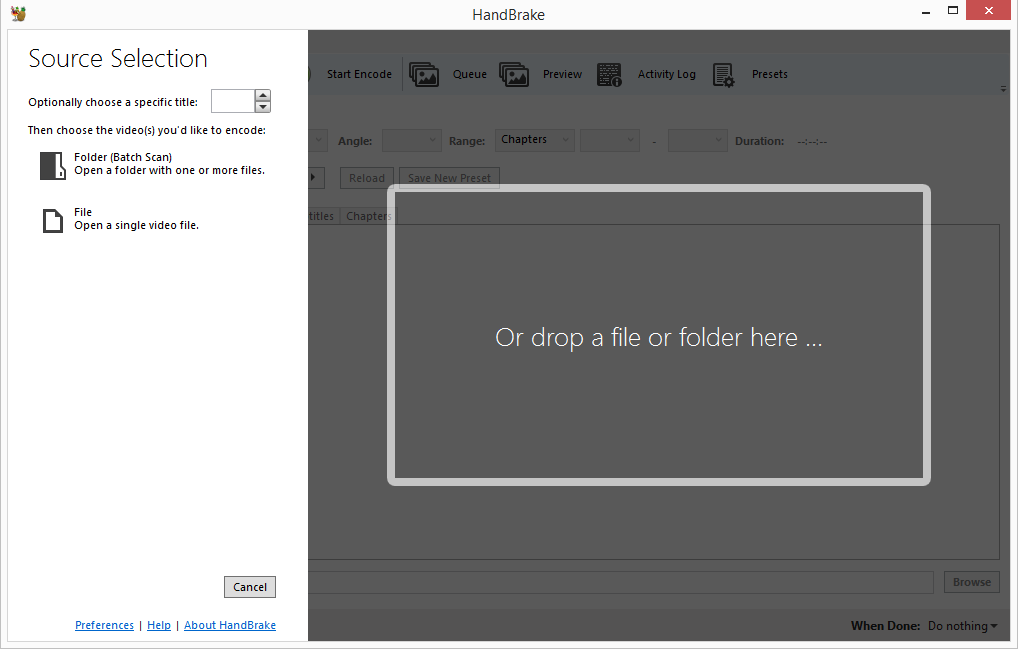 HandBrake
Source Selection
Optionally choose a specific title:
Then choose the video(s) you'd like to encode:
Folder (Batch Scan)
Open a folder with one or more files.
File
Open a single video file.
Cancel
Preferences | Help | About HandBrake
Start Encode Queue Preview Activity Log Presets
Angle: Range: Chapters - Duration: --:--:--
Reload Save New Preset
titles Chapters
Or drop a file or folder here ...
Browse
When Done: Do nothing